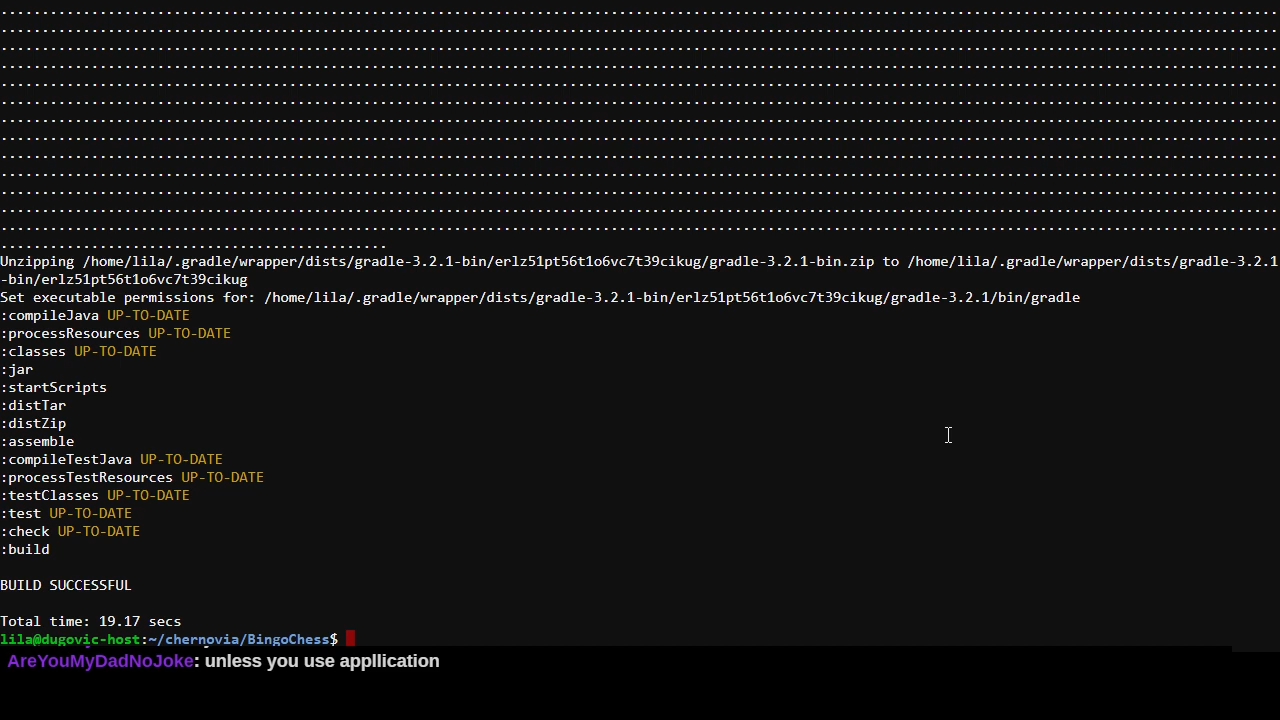 ................................................................................................................................................................
................................................................................................................................................................
................................................................................................................................................................
................................................................................................................................................................
................................................................................................................................................................
................................................................................................................................................................
................................................................................................................................................................
................................................................................................................................................................
................................................................................................................................................................
................................................................................................................................................................
................................................................................................................................................................
................................................................................................................................................................
................................................................................................................................................................
...............................................
Unzipping /home/lila/.gradle/wrapper/dists/gradle-3.2.1-bin/erlz51pt56t1o6vc7t39cikug/gradle-3.2.1-bin.zip to /home/lila/.gradle/wrapper/dists/gradle-3.2.1
-bin/erlz51pt56t1o6vc7t39cikug
Set executable permissions for: /home/lila/.gradle/wrapper/dists/gradle-3.2.1-bin/erlz51pt56t1o6vc7t39cikug/gradle-3.2.1/bin/gradle
:compileJava UP-TO-DATE
:processResources UP-TO-DATE
:classes UP-TO-DATE
:jar
:startScripts
:distTar
:distZip
:assemble
:compileTestJava UP-TO-DATE
:processTestResources UP-TO-DATE
:testClasses UP-TO-DATE
:test UP-TO-DATE
:check UP-TO-DATE
:build
BUILD SUCCESSFUL
Total time: 19.17 secs
lila@dugovic-host:~/chernovia/BingoChess$
AreYouMyDadNoJoke: unless you use appllication